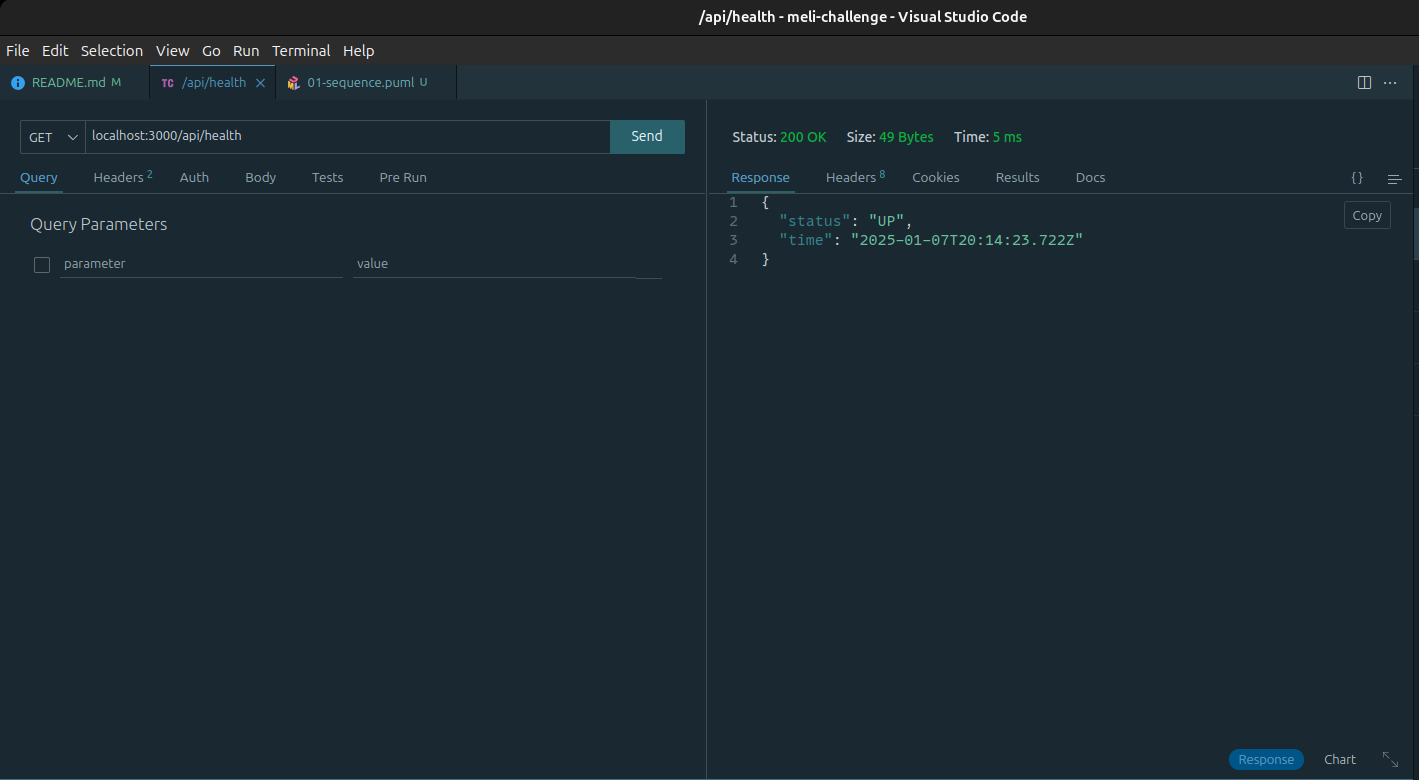 /api/health - meli-challenge - Visual Studio Code
File Edit Selection View Go Run Terminal Help
README.md M TC /api/health 01-sequence.puml U
GET localhost:3000/api/health Send
Status: 200 OK Size: 49 Bytes Time: 5 ms
Query Headers 2 Auth Body Tests Pre Run
Response Headers 8 Cookies Results Docs {}
Query Parameters
parameter value
1 {
2 "status": "UP",
3 "time": "2025-01-07T20:14:23.722Z"
4 }
Copy
Response Chart